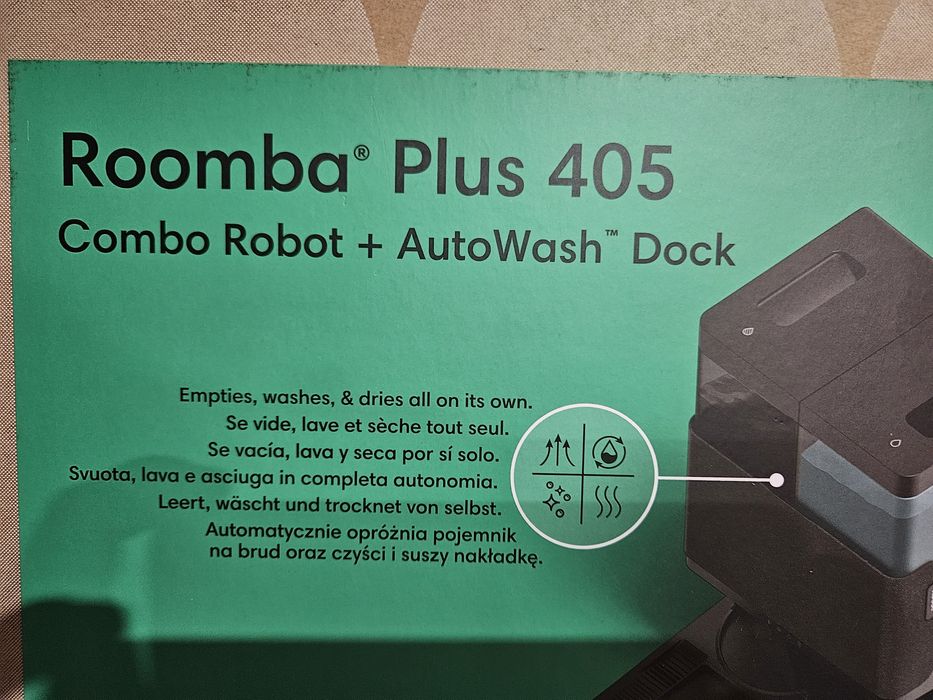 Roomba® Plus 405
Combo Robot + AutoWash™ Dock
Empties, washes, & dries all on its own.
Se vide, lave et sèche tout seul.
Se vacía, lava y seca por sí solo.
Svuota, lava e asciuga in completa autonomia.
Leert, wäscht und trocknet von selbst.
Automatycznie opróżnia pojemnik
na brud oraz czyści i suszy nakładkę.